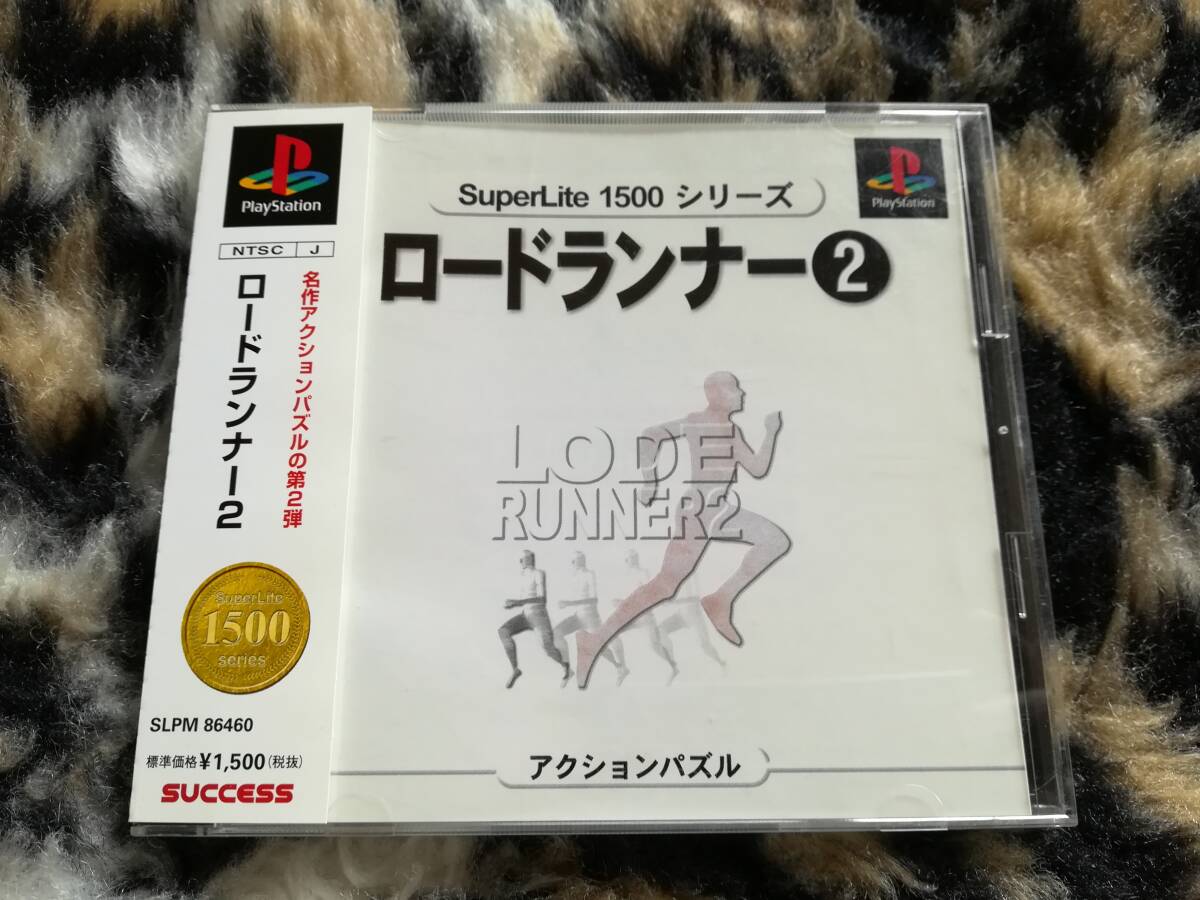 PlayStation
NTSC J
名作アクションパズルの第2弾
ロードランナー2
SuperLite
1500
series
SLPM 86460
標準価格¥1,500(税抜)
SUCCESS
SuperLite 1500 シリーズ
PlayStation
ロードランナー2
LODE
RUNNER2
アクションパズル